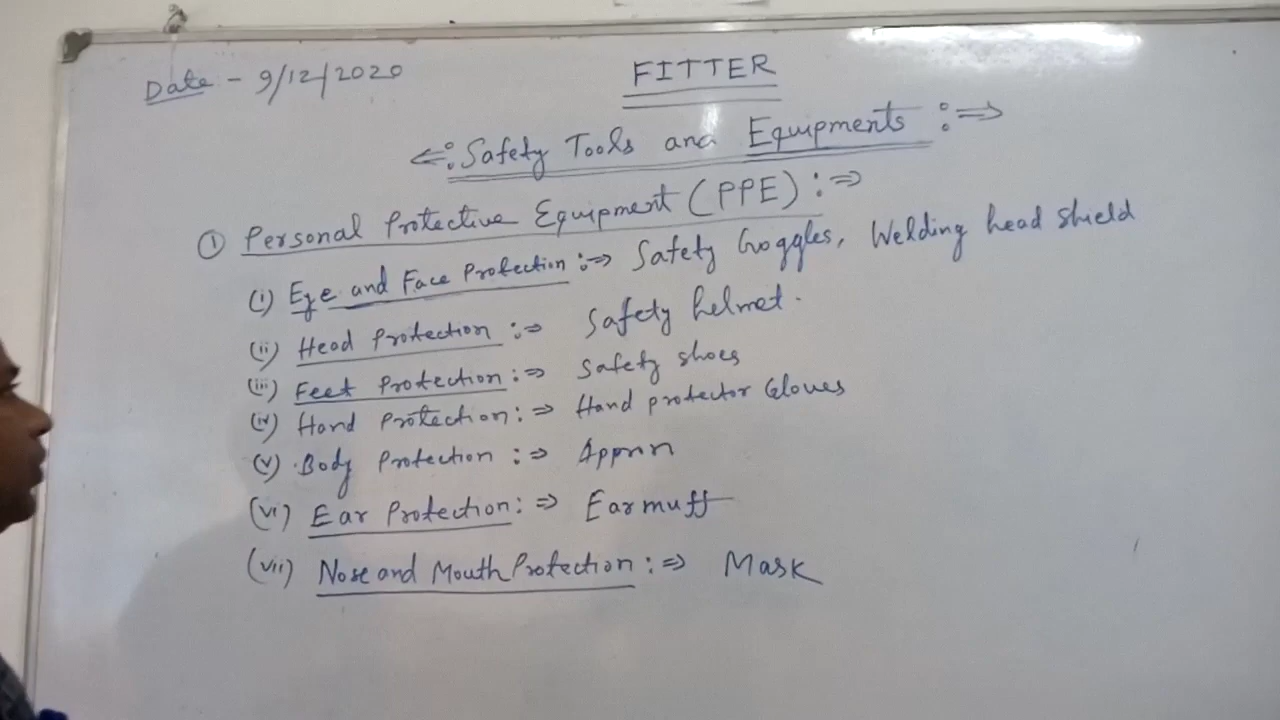 Date - 9/12/2020
FITTER
⇐: Safety Tools and Equipments :⇒
① Personal Protective Equipment (PPE) :⇒
(i) Eye and Face Protection :⇒ Safety Goggles, Welding head shield
(ii) Head Protection :⇒ Safety helmet.
(iii) Feet Protection :⇒ Safety shoes
(iv) Hand Protection :⇒ Hand protector Gloves
(v) Body Protection :⇒ Appron
(vi) Ear Protection :⇒ Earmuff
(vii) Nose and Mouth Protection :⇒ Mask